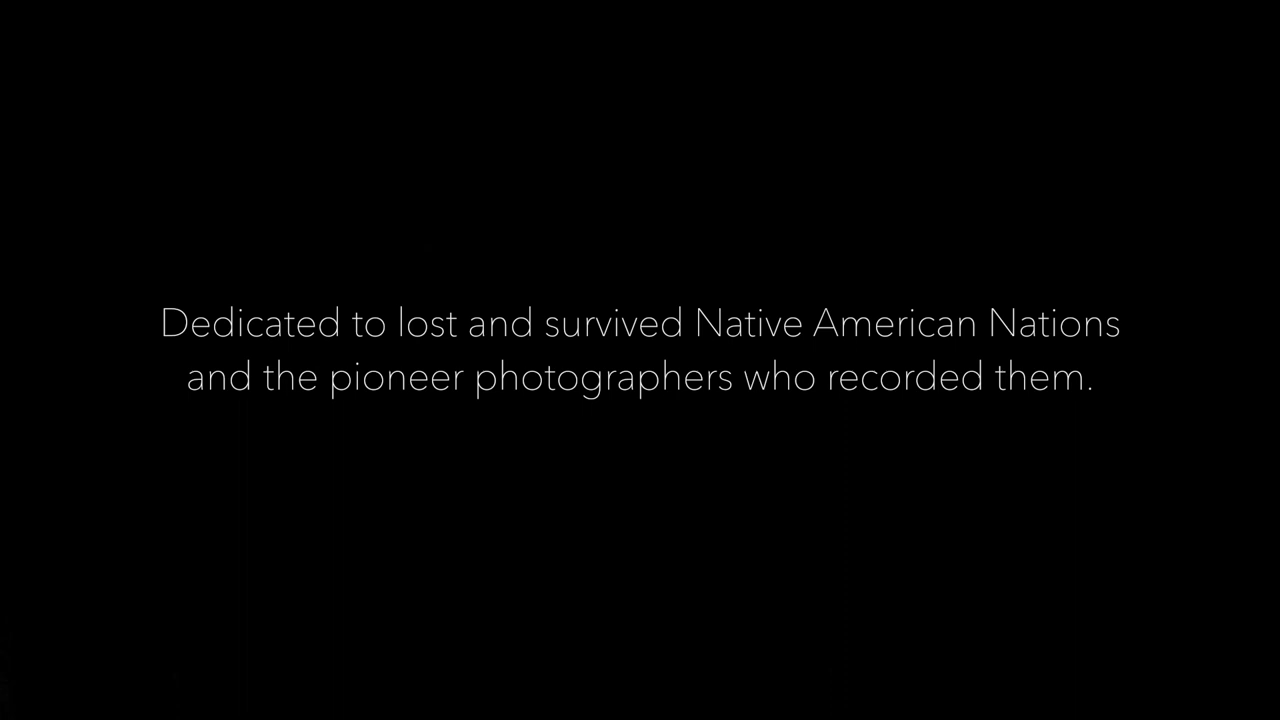 Dedicated to lost and survived Native American Nations
and the pioneer photographers who recorded them.